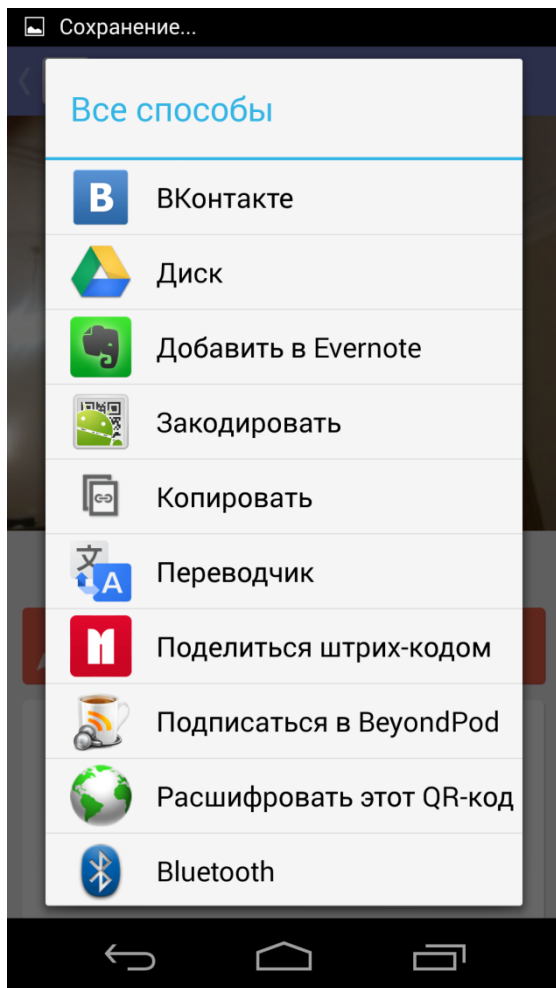 Сохранение...
Все способы
ВКонтакте
Диск
Добавить в Evernote
Закодировать
Копировать
Переводчик
Поделиться штрих-кодом
Подписаться в BeyondPod
Расшифровать этот QR-код
Bluetooth